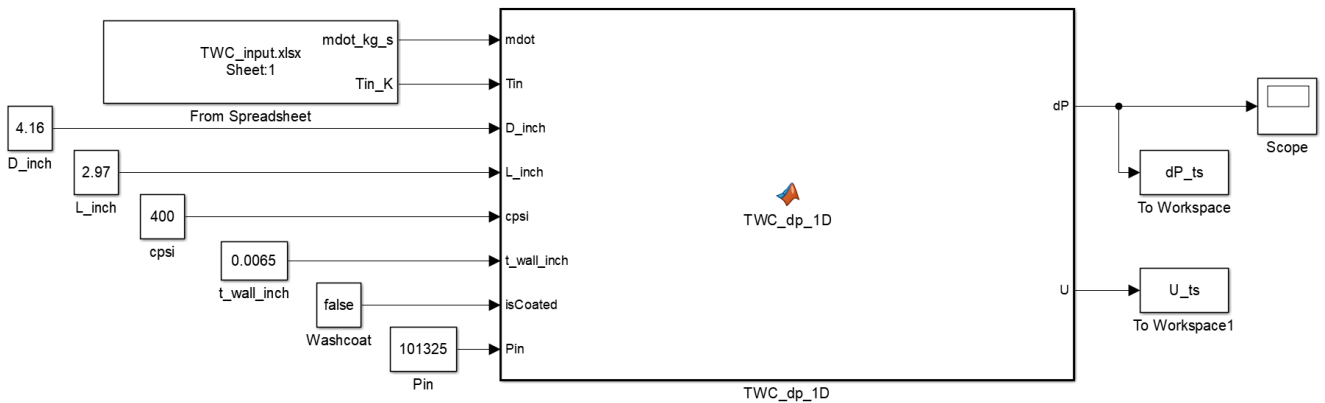 TWC_input.xlsx
Sheet:1
mdot_kg_s
Tin_K
From Spreadsheet
4.16
D_inch
2.97
L_inch
400
cpsi
0.0065
t_wall_inch
false
Washcoat
101325
Pin
mdot
Tin
D_inch
L_inch
cpsi
t_wall_inch
isCoated
Pin
TWC_dp_1D
dP
U
TWC_dp_1D
Scope
dP_ts
To Workspace
U_ts
To Workspace1